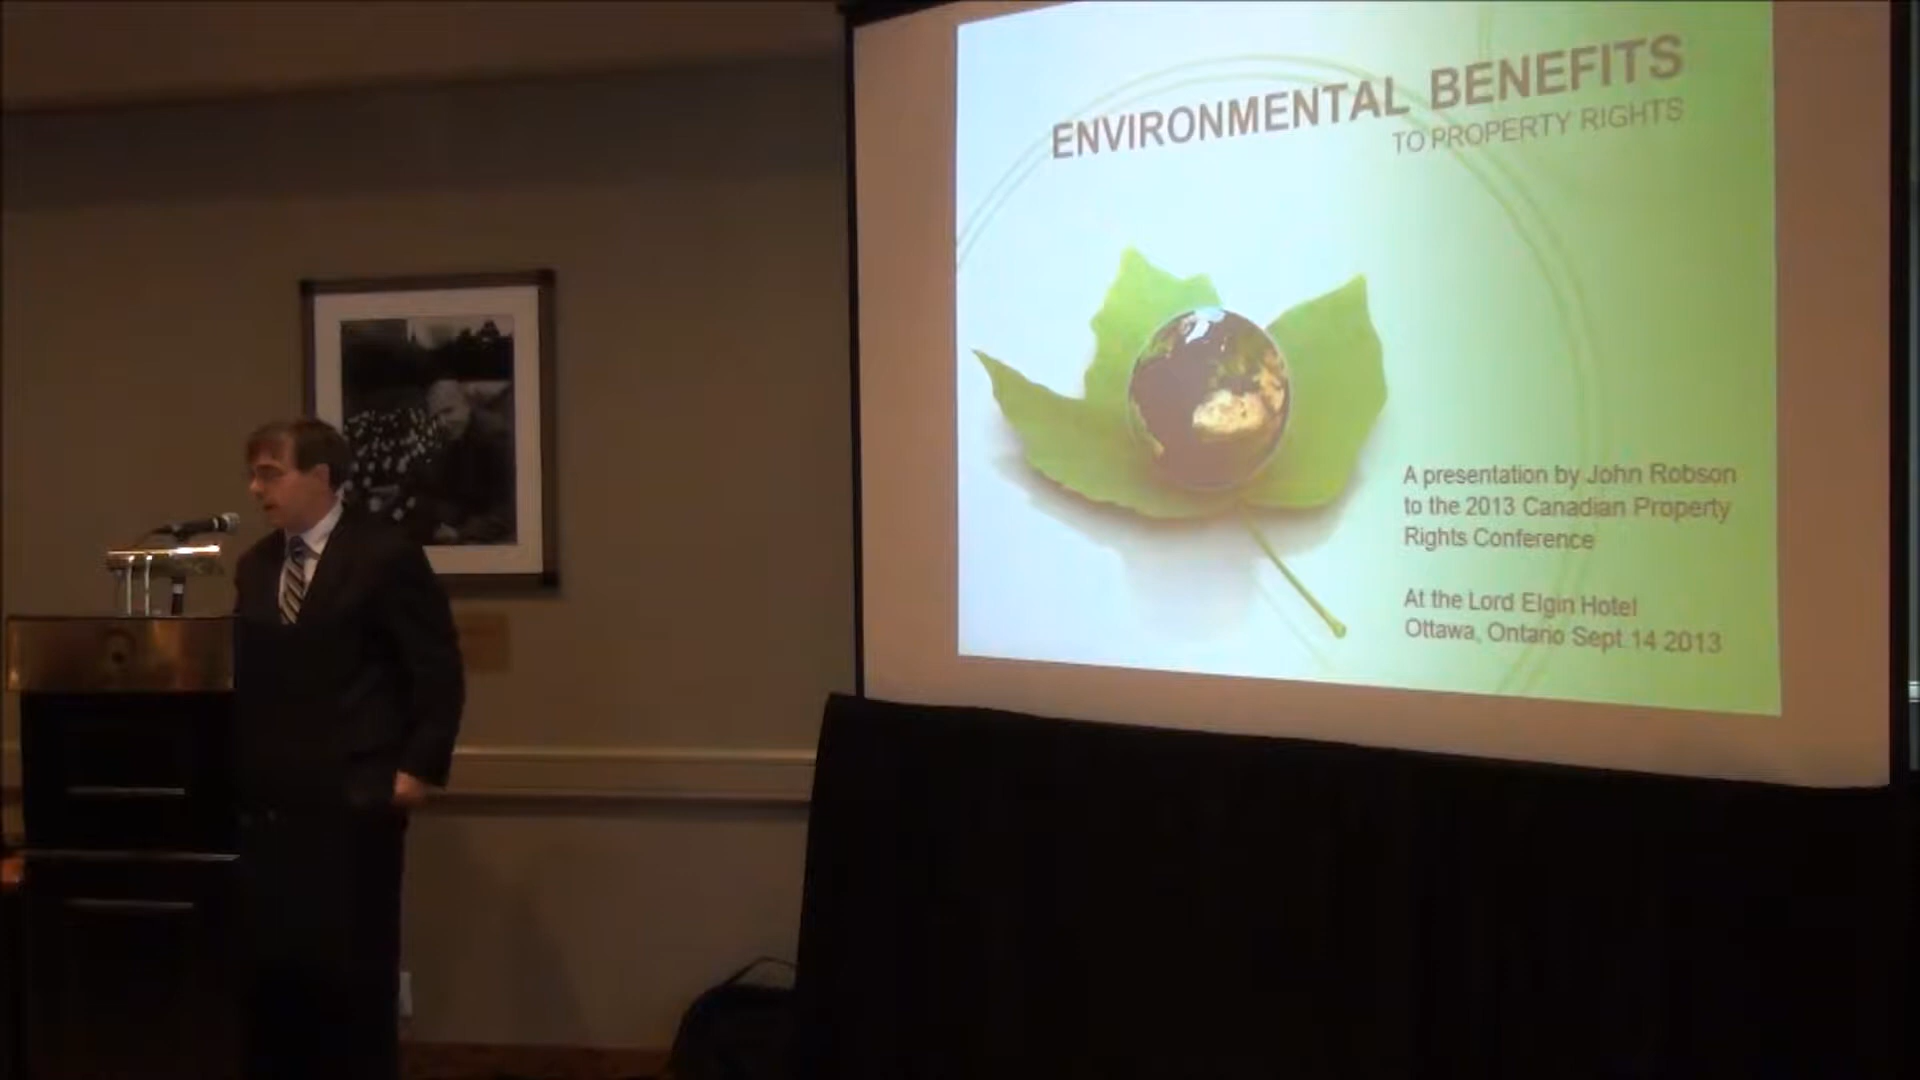 ENVIRONMENTAL BENEFITS
TO PROPERTY RIGHTS
A presentation by John Robson
to the 2013 Canadian Property
Rights Conference
At the Lord Elgin Hotel
Ottawa, Ontario Sept 14 2013